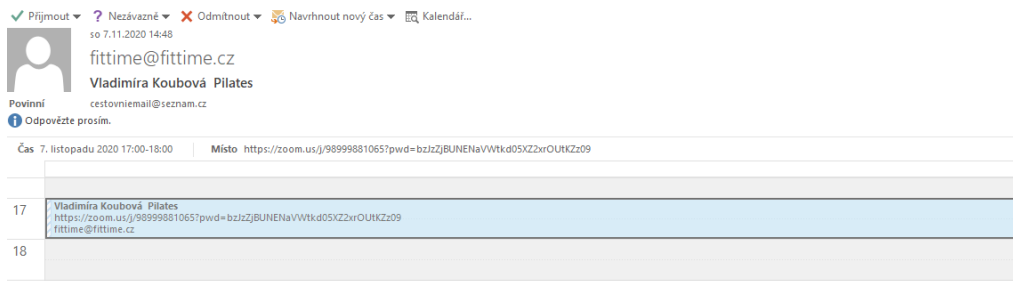 Přijmout ? Nezávazně Odmítnout Navrhnout nový čas Kalendář...
so 7.11.2020 14:48
fittime@fittime.cz
Vladimíra Koubová Pilates
Povinní cestovniemail@seznam.cz
Odpovězte prosím.
Čas 7. listopadu 2020 17:00-18:00 Místo https://zoom.us/j/98999881065?pwd=bzJzZjBUNENaVWtkd05XZ2xrOUtKZz09
17 Vladimíra Koubová Pilates
https://zoom.us/j/98999881065?pwd=bzJzZjBUNENaVWtkd05XZ2xrOUtKZz09
fittime@fittime.cz
18